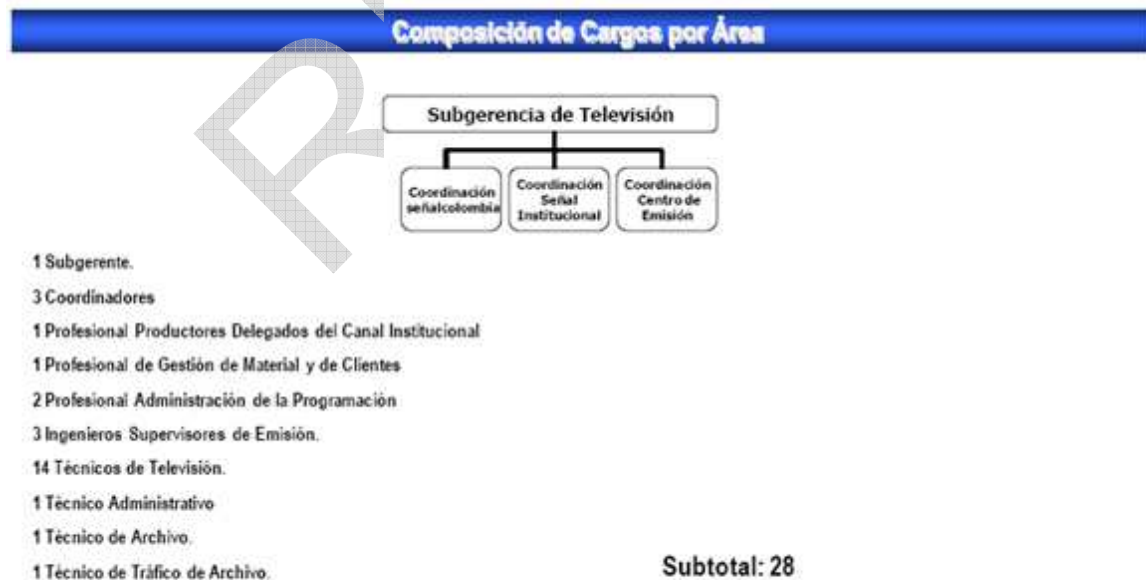 Composición de Cargos por Área
Subgerencia de Televisión
Coordinación
señalcolombia
Coordinación
Señal
Institucional
Coordinación
Centro de
Emisión
1 Subgerente.
3 Coordinadores
1 Profesional Productores Delegados del Canal Institucional
1 Profesional de Gestión de Material y de Clientes
2 Profesional Administración de la Programación
3 Ingenieros Supervisores de Emisión.
14 Técnicos de Televisión.
1 Técnico Administrativo
1 Técnico de Archivo.
1 Técnico de Tráfico de Archivo.
Subtotal: 28